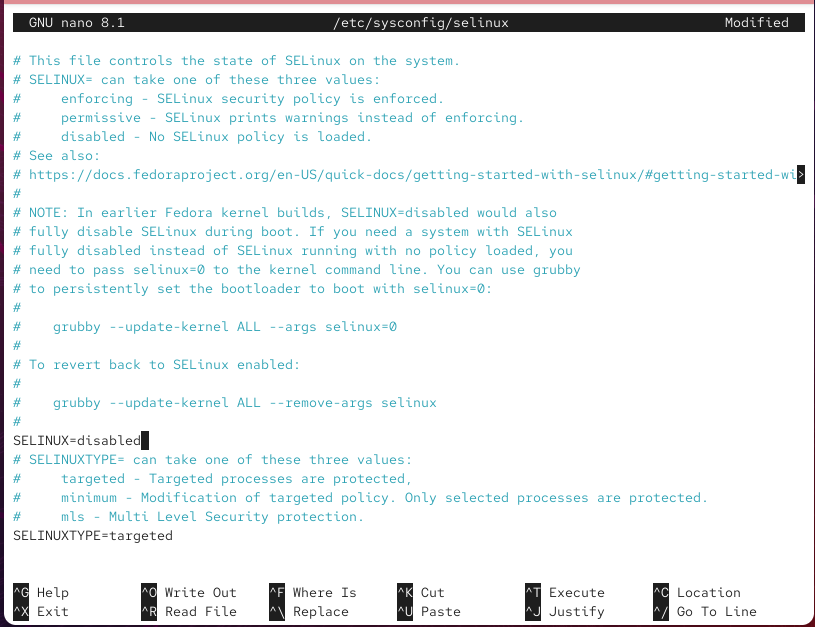 GNU nano 8.1 /etc/sysconfig/selinux Modified
# This file controls the state of SELinux on the system.
# SELINUX= can take one of these three values:
#     enforcing - SELinux security policy is enforced.
#     permissive - SELinux prints warnings instead of enforcing.
#     disabled - No SELinux policy is loaded.
# See also:
# https://docs.fedoraproject.org/en-US/quick-docs/getting-started-with-selinux/#getting-started-wi>
#
# NOTE: In earlier Fedora kernel builds, SELINUX=disabled would also
# fully disable SELinux during boot. If you need a system with SELinux
# fully disabled instead of SELinux running with no policy loaded, you
# need to pass selinux=0 to the kernel command line. You can use grubby
# to persistently set the bootloader to boot with selinux=0:
#
#    grubby --update-kernel ALL --args selinux=0
#
# To revert back to SELinux enabled:
#
#    grubby --update-kernel ALL --remove-args selinux
#
SELINUX=disabled
# SELINUXTYPE= can take one of these three values:
#     targeted - Targeted processes are protected,
#     minimum - Modification of targeted policy. Only selected processes are protected.
#     mls - Multi Level Security protection.
SELINUXTYPE=targeted
^G Help ^O Write Out ^F Where Is ^K Cut ^T Execute ^C Location
^X Exit ^R Read File ^\ Replace ^U Paste ^J Justify ^/ Go To Line